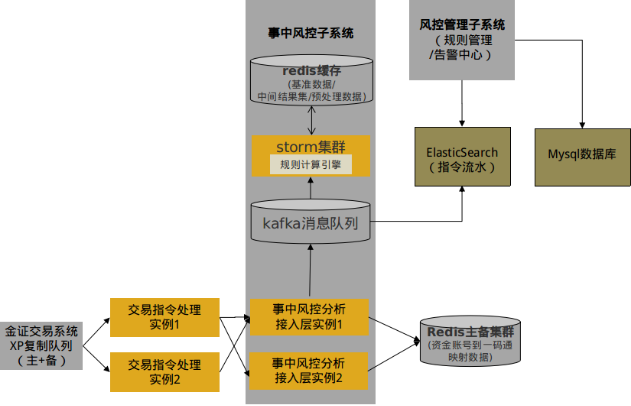 事中风控子系统
redis缓存
(基准数据/
中间结果集/预处理数据)
storm集群
规则计算引擎
kafka消息队列
风控管理子系统
（规则管理
/告警中心）
ElasticSearch
（指令流水）
Mysql数据库
金证交易系统
XP复制队列
（主+备）
交易指令处理
实例1
交易指令处理
实例2
事中风控分析
接入层实例1
事中风控分析
接入层实例2
Redis主备集群
(资金账号到一码通
映射数据)